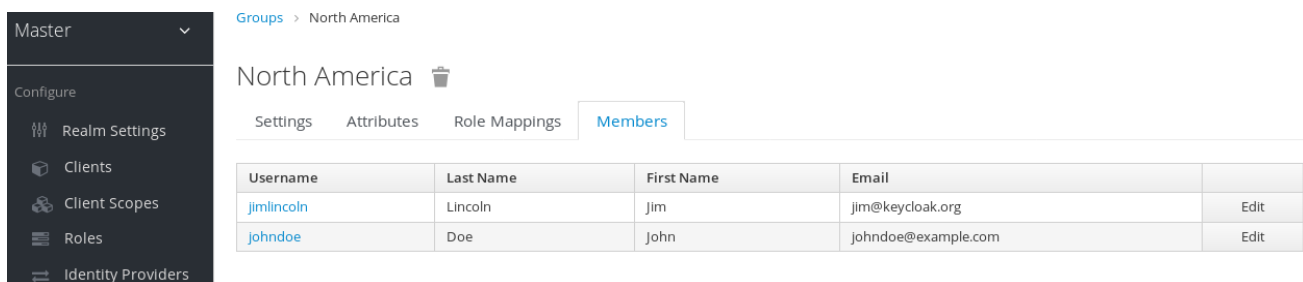 Master
Configure
Realm Settings
Clients
Client Scopes
Roles
Identity Providers
Groups > North America
North America
Settings Attributes Role Mappings Members
Username Last Name First Name Email
jimlincoln Lincoln Jim jim@keycloak.org Edit
johndoe Doe John johndoe@example.com Edit